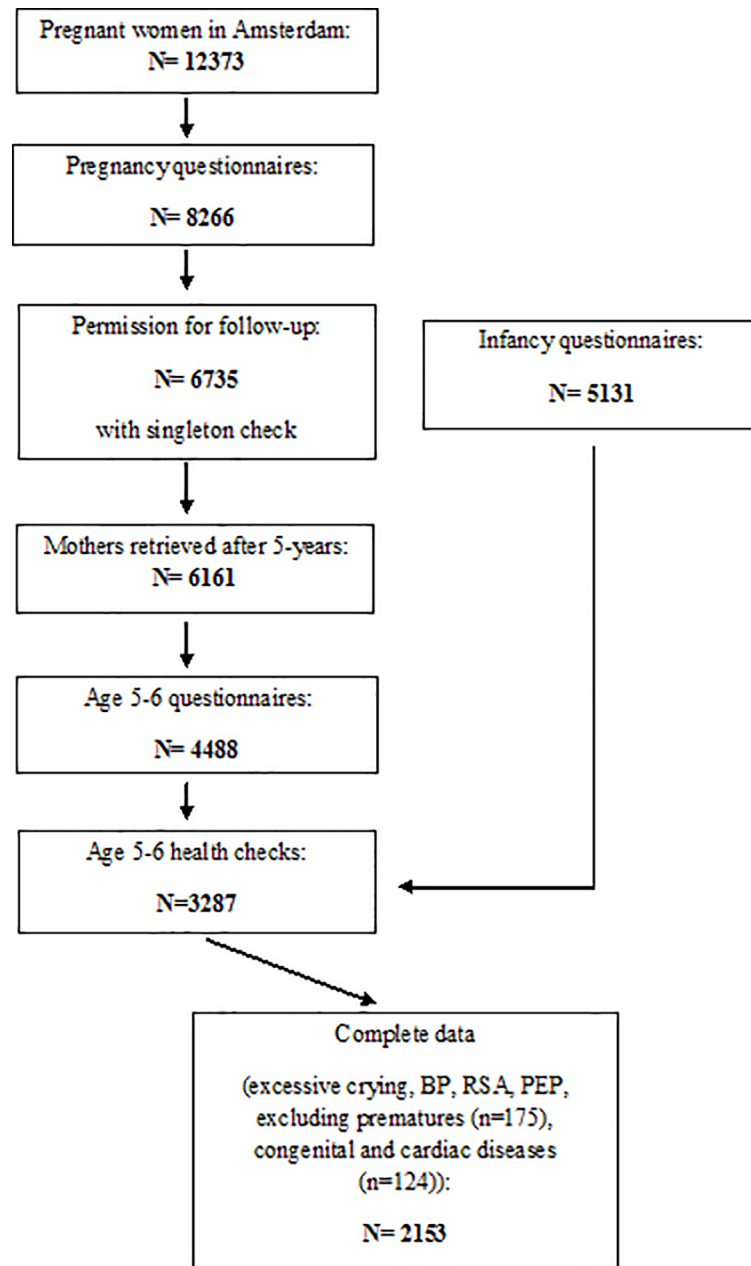 Pregnant women in Amsterdam:
N= 12373
Pregnancy questionnaires:
N= 8266
Permission for follow-up:
N= 6735
with singleton check
Infancy questionnaires:
N= 5131
Mothers retrieved after 5-years:
N= 6161
Age 5-6 questionnaires:
N= 4488
Age 5-6 health checks:
N=3287
Complete data
(excessive crying, BP, RSA, PEP,
excluding prematures (n=175),
congenital and cardiac diseases
(n=124)):
N= 2153